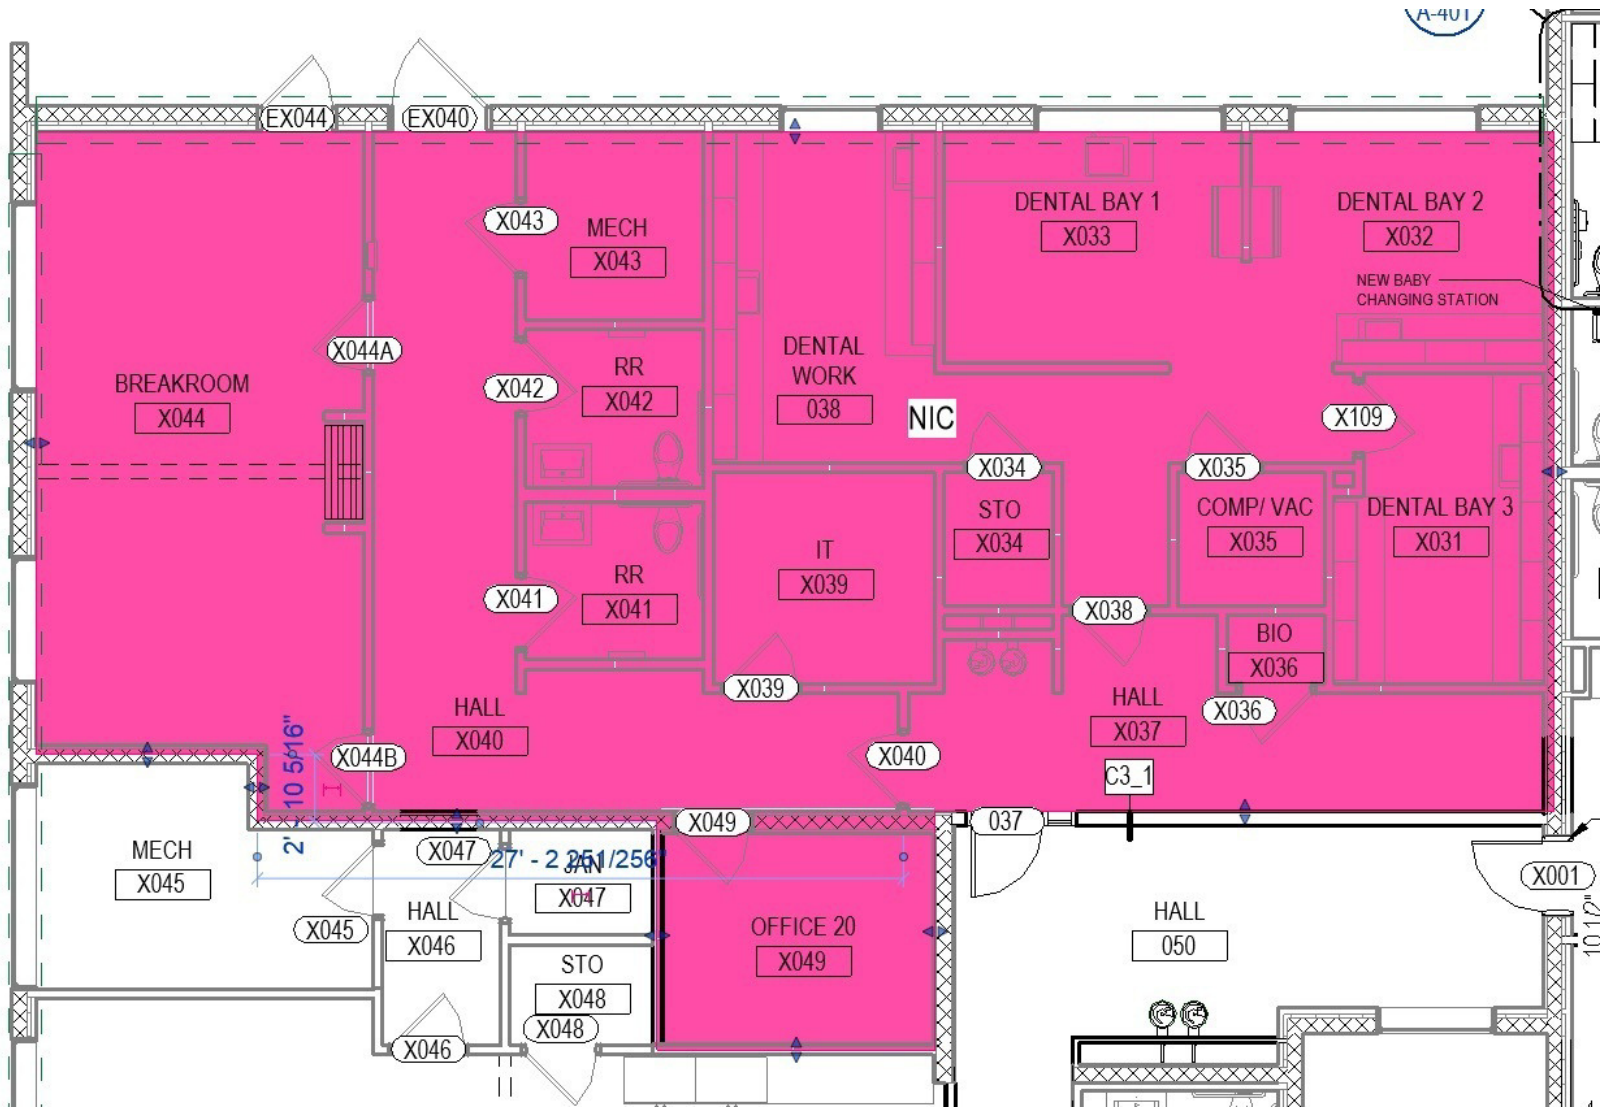 A-401
EX044
EX040
X043
MECH
X043
DENTAL BAY 1
X033
DENTAL BAY 2
X032
NEW BABY
CHANGING STATION
X044A
BREAKROOM
X044
X042
RR
X042
DENTAL
WORK
038
NIC
X109
X034
X035
STO
X034
COMP/ VAC
X035
DENTAL BAY 3
X031
IT
X039
X041
RR
X041
X038
BIO
X036
X039
HALL
X040
HALL
X037
X036
X044B
X040
C3_1
2' - 10 5/16"
X049
037
X047
27' - 2 251/256"
MECH
X045
JAN
X047
X001
X045
HALL
X046
OFFICE 20
X049
HALL
050
10 1/2"
STO
X048
X048
X046